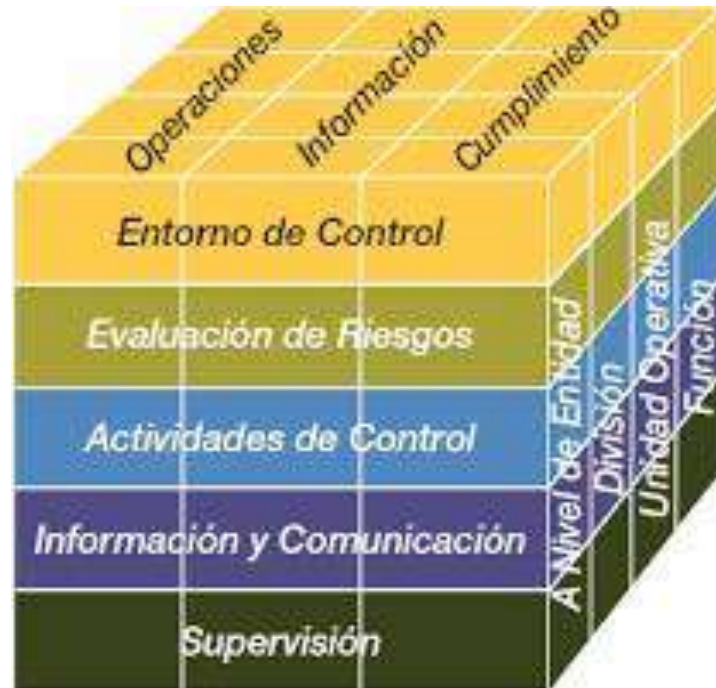 Operaciones
Información
Cumplimiento
Entorno de Control
Evaluación de Riesgos
Actividades de Control
Información y Comunicación
Supervisión
A Nivel de Entidad
División
Unidad Operativa
Función